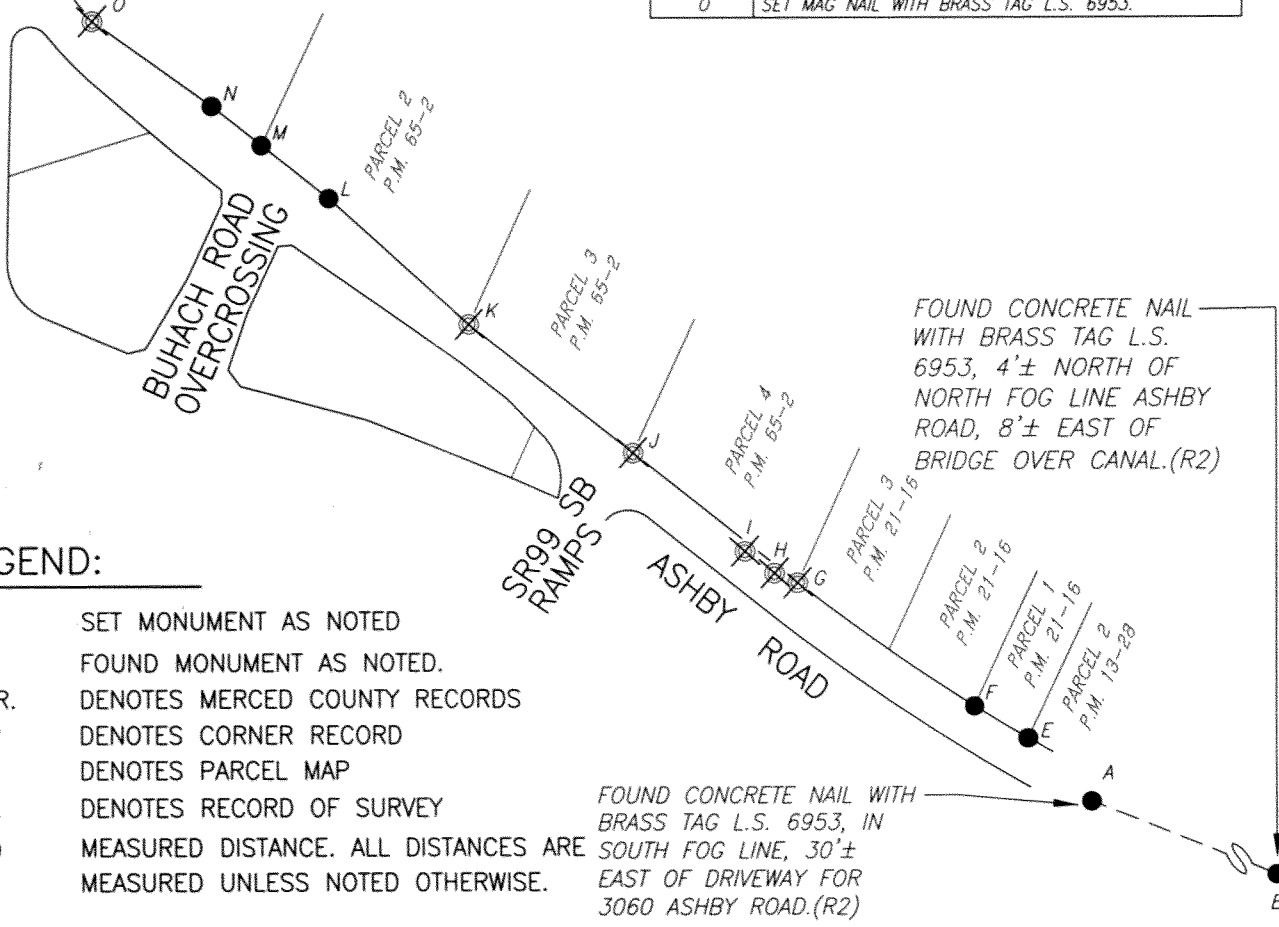 O SET MAG NAIL WITH BRASS TAG L.S. 6953.
O
N
M
L
PARCEL 2
P.M. 65-2
K
PARCEL 3
P.M. 65-2
J
PARCEL 4
P.M. 65-2
I
H
G
PARCEL 3
P.M. 21-16
PARCEL 2
P.M. 21-16
PARCEL 1
P.M. 21-16
PARCEL 2
P.M. 13-28
F
E
A
BUHACH ROAD
OVERCROSSING
SR99 SB
RAMPS
ASHBY ROAD
FOUND CONCRETE NAIL
WITH BRASS TAG L.S.
6953, 4'± NORTH OF
NORTH FOG LINE ASHBY
ROAD, 8'± EAST OF
BRIDGE OVER CANAL.(R2)
GEND:
SET MONUMENT AS NOTED
FOUND MONUMENT AS NOTED.
R. DENOTES MERCED COUNTY RECORDS
DENOTES CORNER RECORD
DENOTES PARCEL MAP
DENOTES RECORD OF SURVEY
) MEASURED DISTANCE. ALL DISTANCES ARE
MEASURED UNLESS NOTED OTHERWISE.
FOUND CONCRETE NAIL WITH
BRASS TAG L.S. 6953, IN
SOUTH FOG LINE, 30'±
EAST OF DRIVEWAY FOR
3060 ASHBY ROAD.(R2)